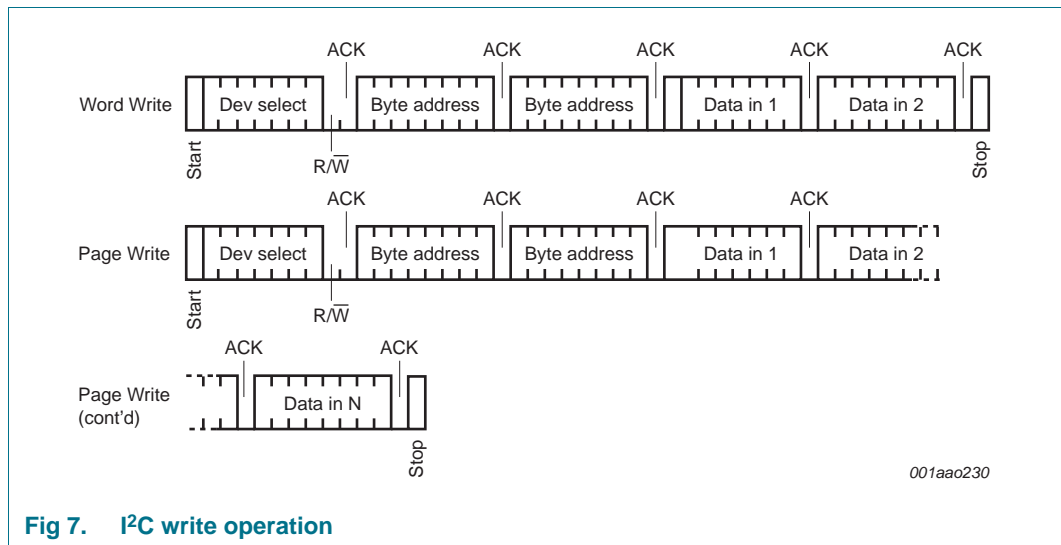 ACK ACK ACK ACK ACK
Word Write Dev select Byte address Byte address Data in 1 Data in 2
Start R/W̅ Stop
ACK ACK ACK ACK
Page Write Dev select Byte address Byte address Data in 1 Data in 2
Start R/W̅
ACK ACK
Page Write
(cont'd)
Data in N
Stop
001aao230
Fig 7. I²C write operation